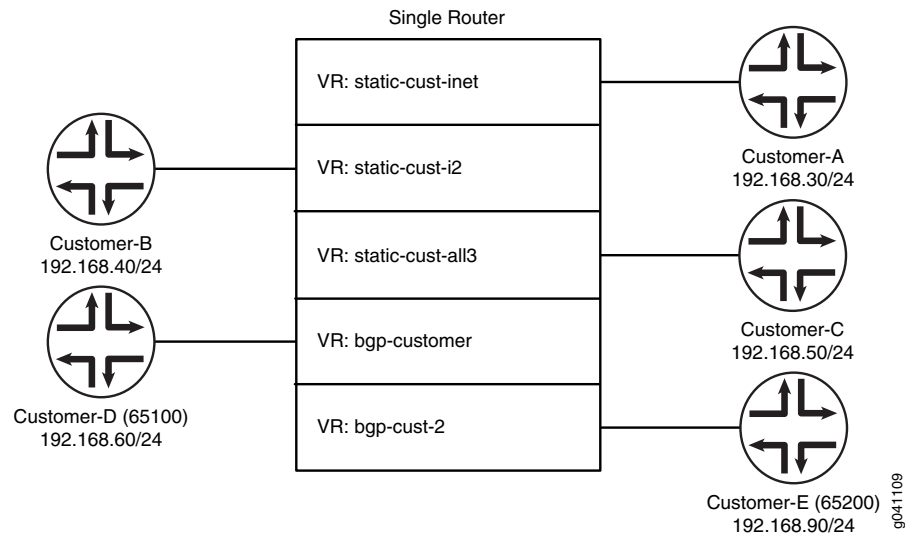 Single Router
VR: static-cust-inet
VR: static-cust-i2
VR: static-cust-all3
VR: bgp-customer
VR: bgp-cust-2
Customer-A
192.168.30/24
Customer-B
192.168.40/24
Customer-C
192.168.50/24
Customer-D (65100)
192.168.60/24
Customer-E (65200)
192.168.90/24
g041109